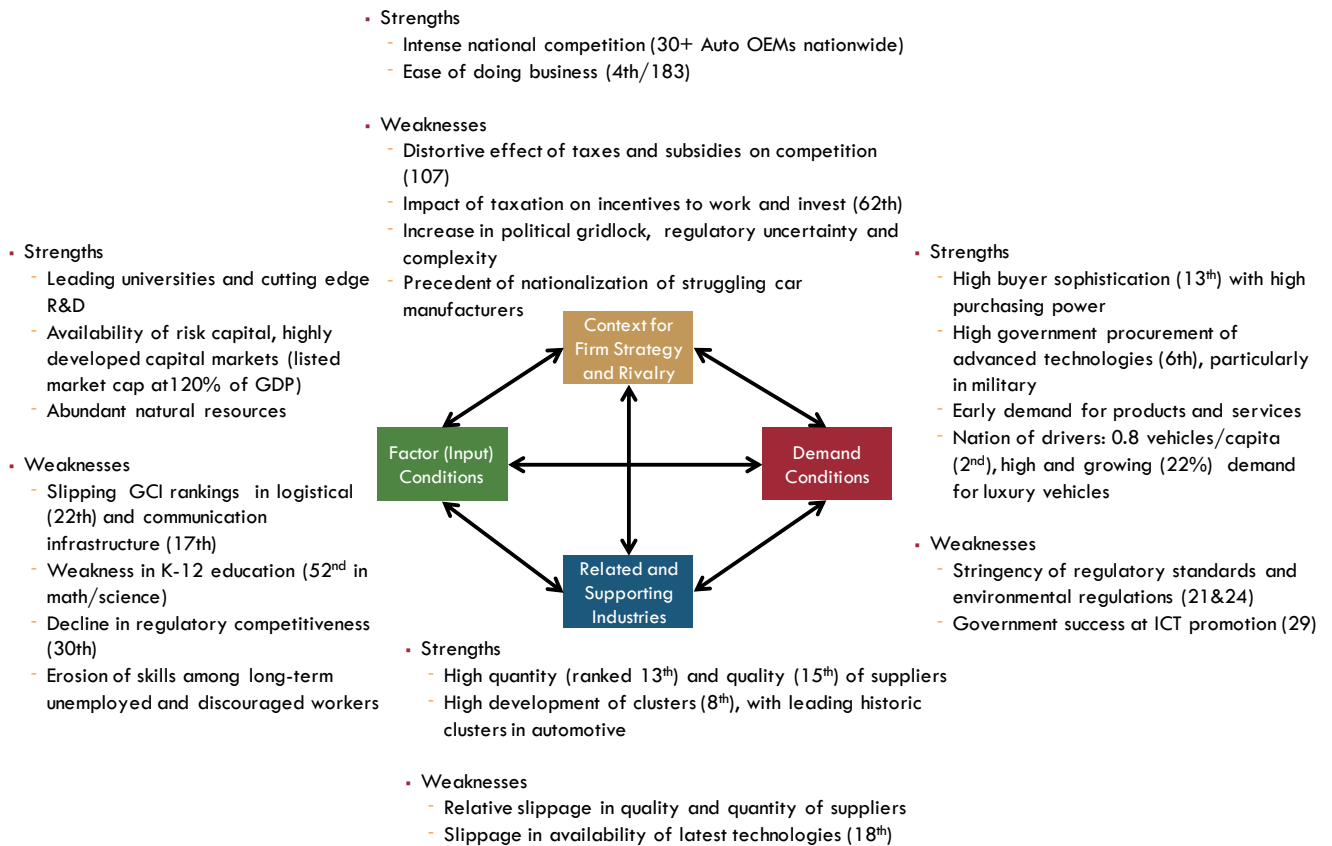 ▪ Strengths
- Intense national competition (30+ Auto OEMs nationwide)
- Ease of doing business (4th/183)
▪ Weaknesses
- Distortive effect of taxes and subsidies on competition
(107)
- Impact of taxation on incentives to work and invest (62th)
- Increase in political gridlock, regulatory uncertainty and
complexity
- Precedent of nationalization of struggling car
manufacturers
▪ Strengths
- Leading universities and cutting edge
R&D
- Availability of risk capital, highly
developed capital markets (listed
market cap at120% of GDP)
- Abundant natural resources
▪ Weaknesses
- Slipping GCI rankings in logistical
(22th) and communication
infrastructure (17th)
- Weakness in K-12 education (52nd in
math/science)
- Decline in regulatory competitiveness
(30th)
- Erosion of skills among long-term
unemployed and discouraged workers
Context for
Firm Strategy
and Rivalry
Factor (Input)
Conditions
Demand
Conditions
Related and
Supporting
Industries
▪ Strengths
- High buyer sophistication (13th) with high
purchasing power
- High government procurement of
advanced technologies (6th), particularly
in military
- Early demand for products and services
- Nation of drivers: 0.8 vehicles/capita
(2nd), high and growing (22%) demand
for luxury vehicles
▪ Weaknesses
- Stringency of regulatory standards and
environmental regulations (21&24)
- Government success at ICT promotion (29)
▪ Strengths
- High quantity (ranked 13th) and quality (15th) of suppliers
- High development of clusters (8th), with leading historic
clusters in automotive
▪ Weaknesses
- Relative slippage in quality and quantity of suppliers
- Slippage in availability of latest technologies (18th)